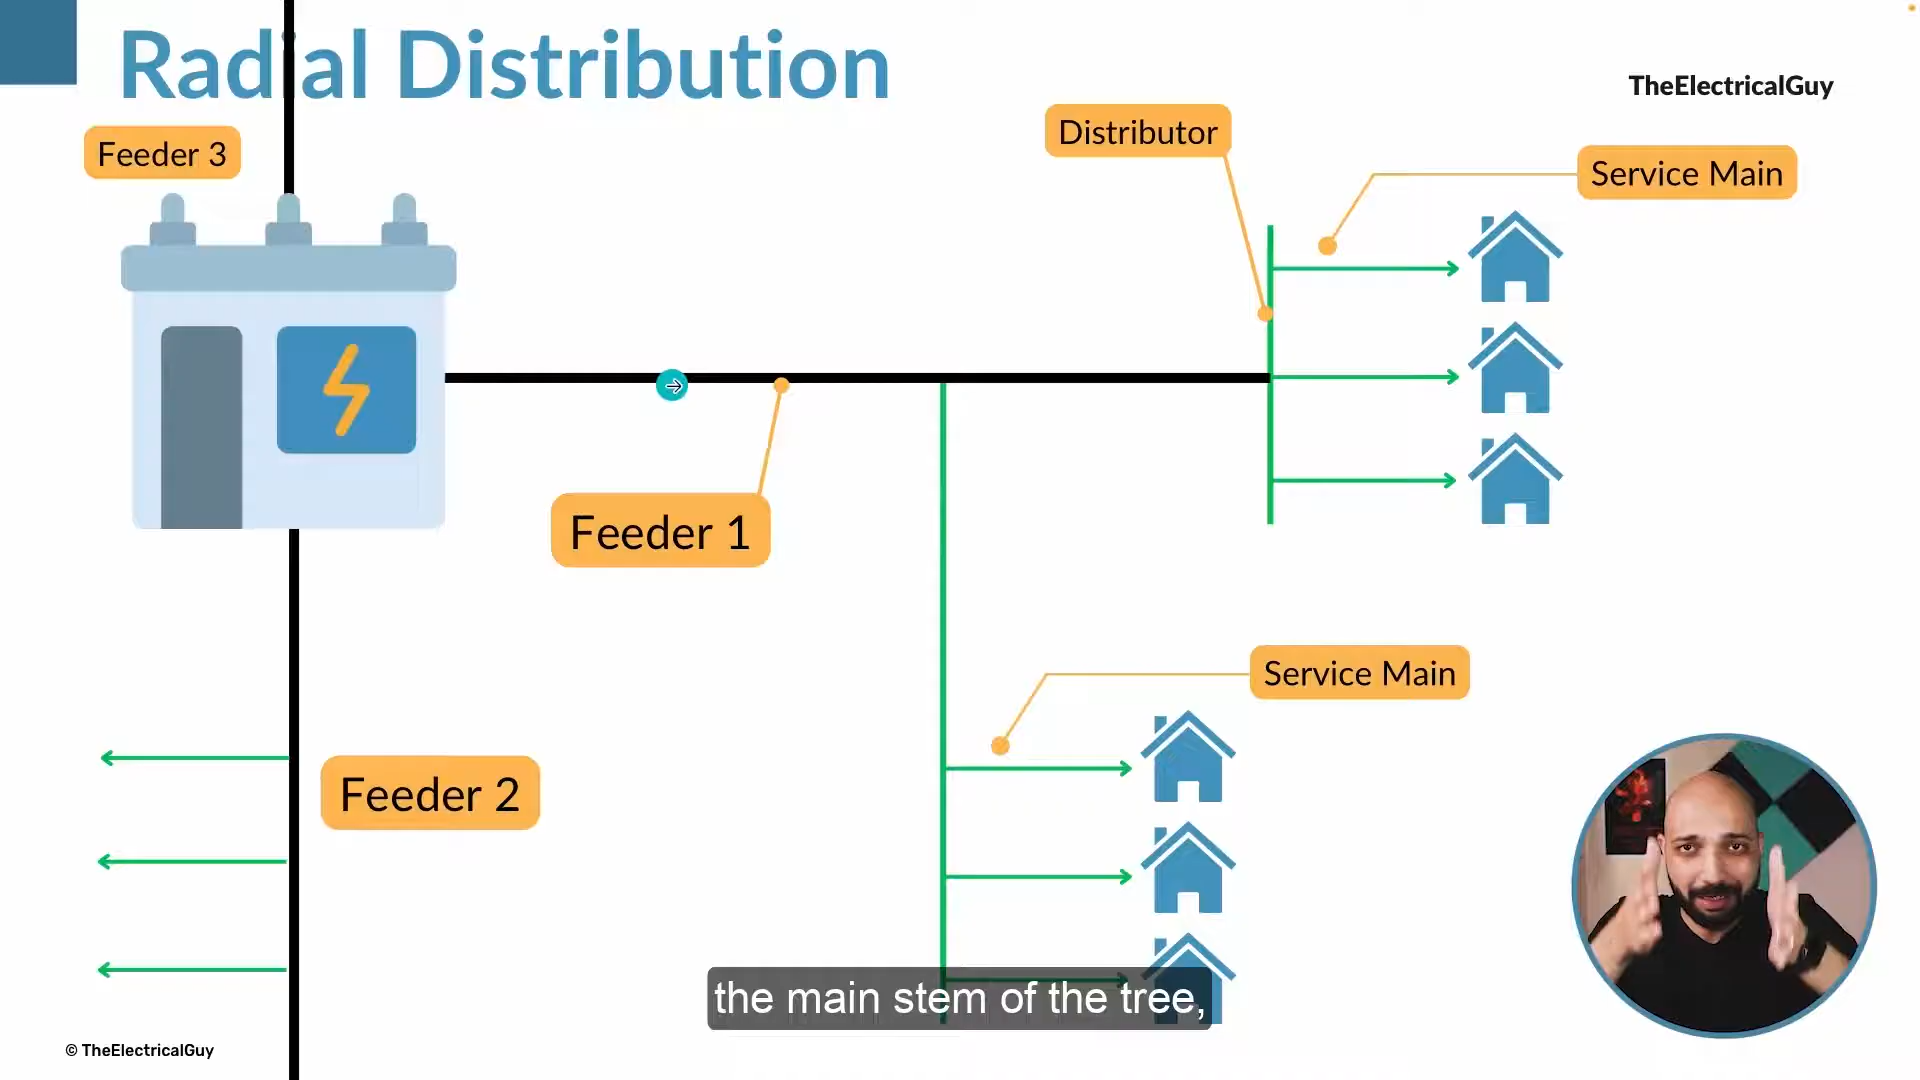 Radial Distribution
TheElectricalGuy
Distributor
Feeder 3
Service Main
Feeder 1
Service Main
Feeder 2
the main stem of the tree,
© TheElectricalGuy